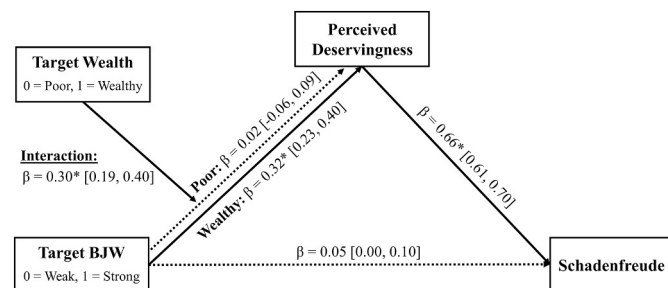 Perceived
Deservingness
Target Wealth
0 = Poor, 1 = Wealthy
Interaction:
β = 0.30* [0.19, 0.40]
Poor: β = 0.02 [-0.06, 0.09]
Wealthy: β = 0.32* [0.23, 0.40]
β = 0.66* [0.61, 0.70]
Target BJW
0 = Weak, 1 = Strong
β = 0.05 [0.00, 0.10]
Schadenfreude